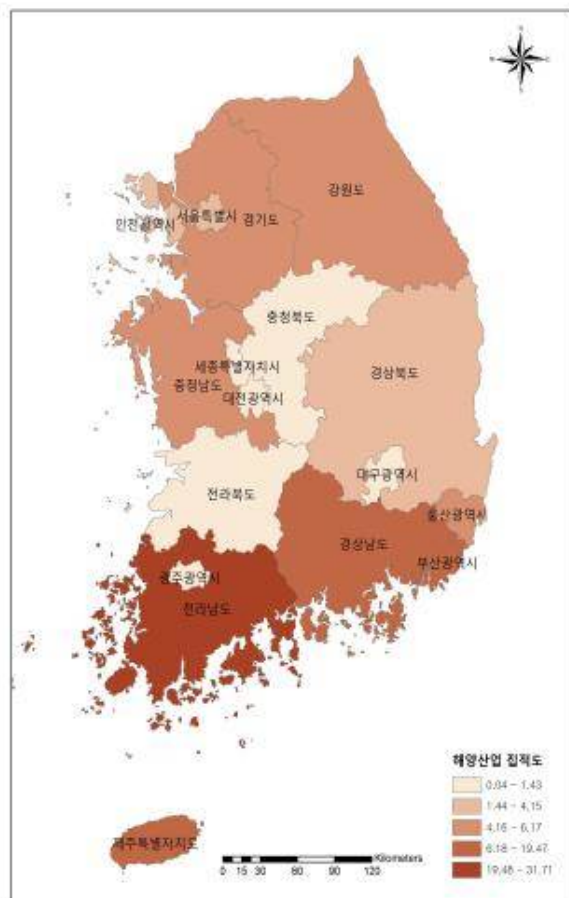 강원도
서울특별시
인천광역시
경기도
충청북도
세종특별자치시
충청남도
대전광역시
경상북도
대구광역시
전라북도
울산광역시
경상남도
부산광역시
광주광역시
전라남도
제주특별자치도
해양산업 집적도
0.04 - 1.43
1.44 - 4.15
4.16 - 6.17
6.18 - 19.47
19.48 - 31.71
Kilometers
0 15 30 60 90 120